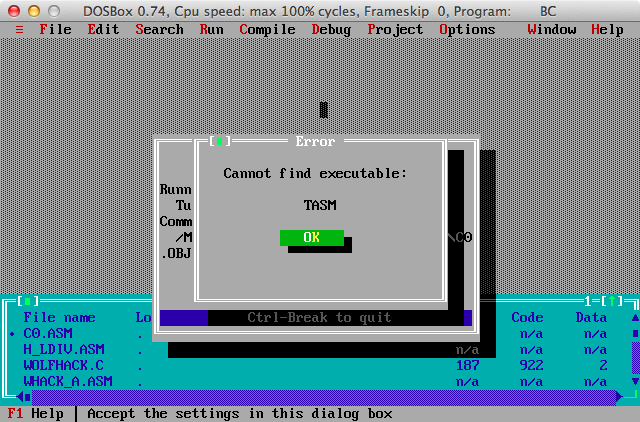 DOSBox 0.74, Cpu speed: max 100% cycles, Frameskip 0, Program: BC
≡ File Edit Search Run Compile Debug Project Options Window Help
[■] Error
Cannot find executable:
Runn
Tu TASM
Comm
/M OK \C0
.OBJ
[■] 1=[↑]
Ctrl-Break to quit
File name Lo Code Data
• C0.ASM . n/a n/a
H_LDIV.ASM . n/a n/a n/a
WOLFHACK.C . 187 922 2
WHACK_A.ASM . n/a n/a n/a
F1 Help | Accept the settings in this dialog box